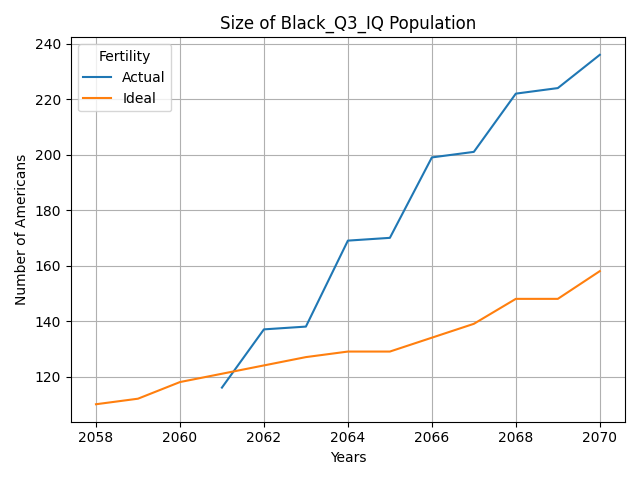 Size of Black_Q3_IQ Population
Fertility
Actual
Ideal
Number of Americans
240
220
200
180
160
140
120
2058 2060 2062 2064 2066 2068 2070
Years